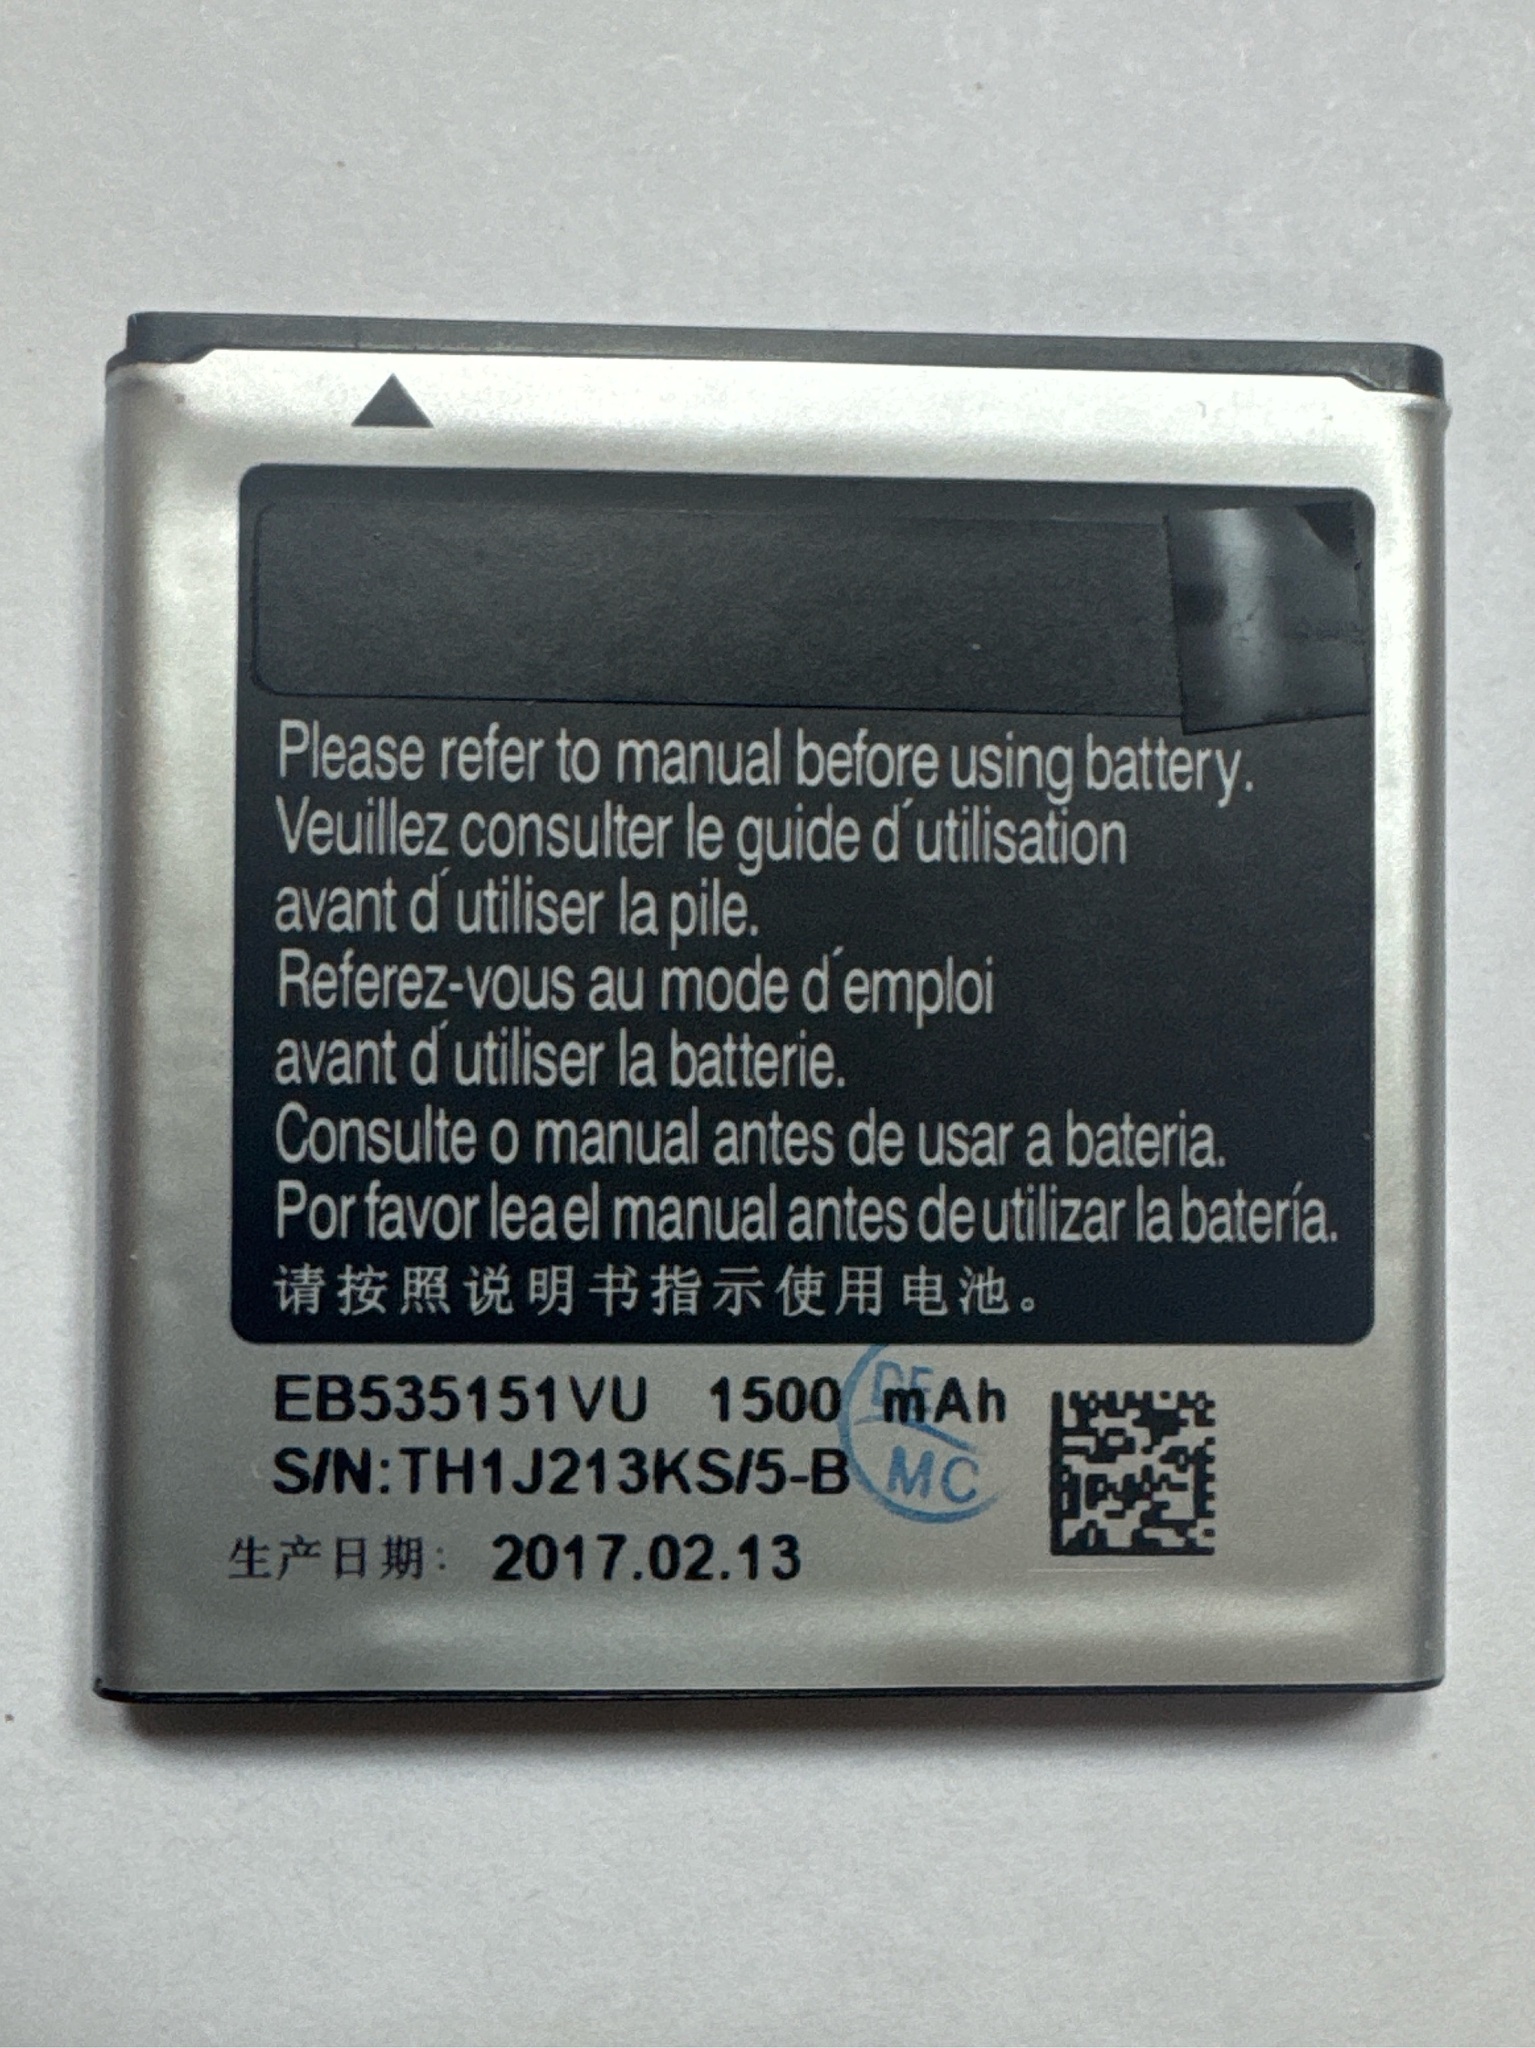 Please refer to manual before using battery.
Veuillez consulter le guide d´utilisation
avant d´utiliser la pile.
Referez-vous au mode d´emploi
avant d´utiliser la batterie.
Consulte o manual antes de usar a bateria.
Por favor lea el manual antes de utilizar la batería.
请按照说明书指示使用电池。
EB535151VU 1500 mAh
S/N:TH1J213KS/5-B
DE
MC
生产日期: 2017.02.13